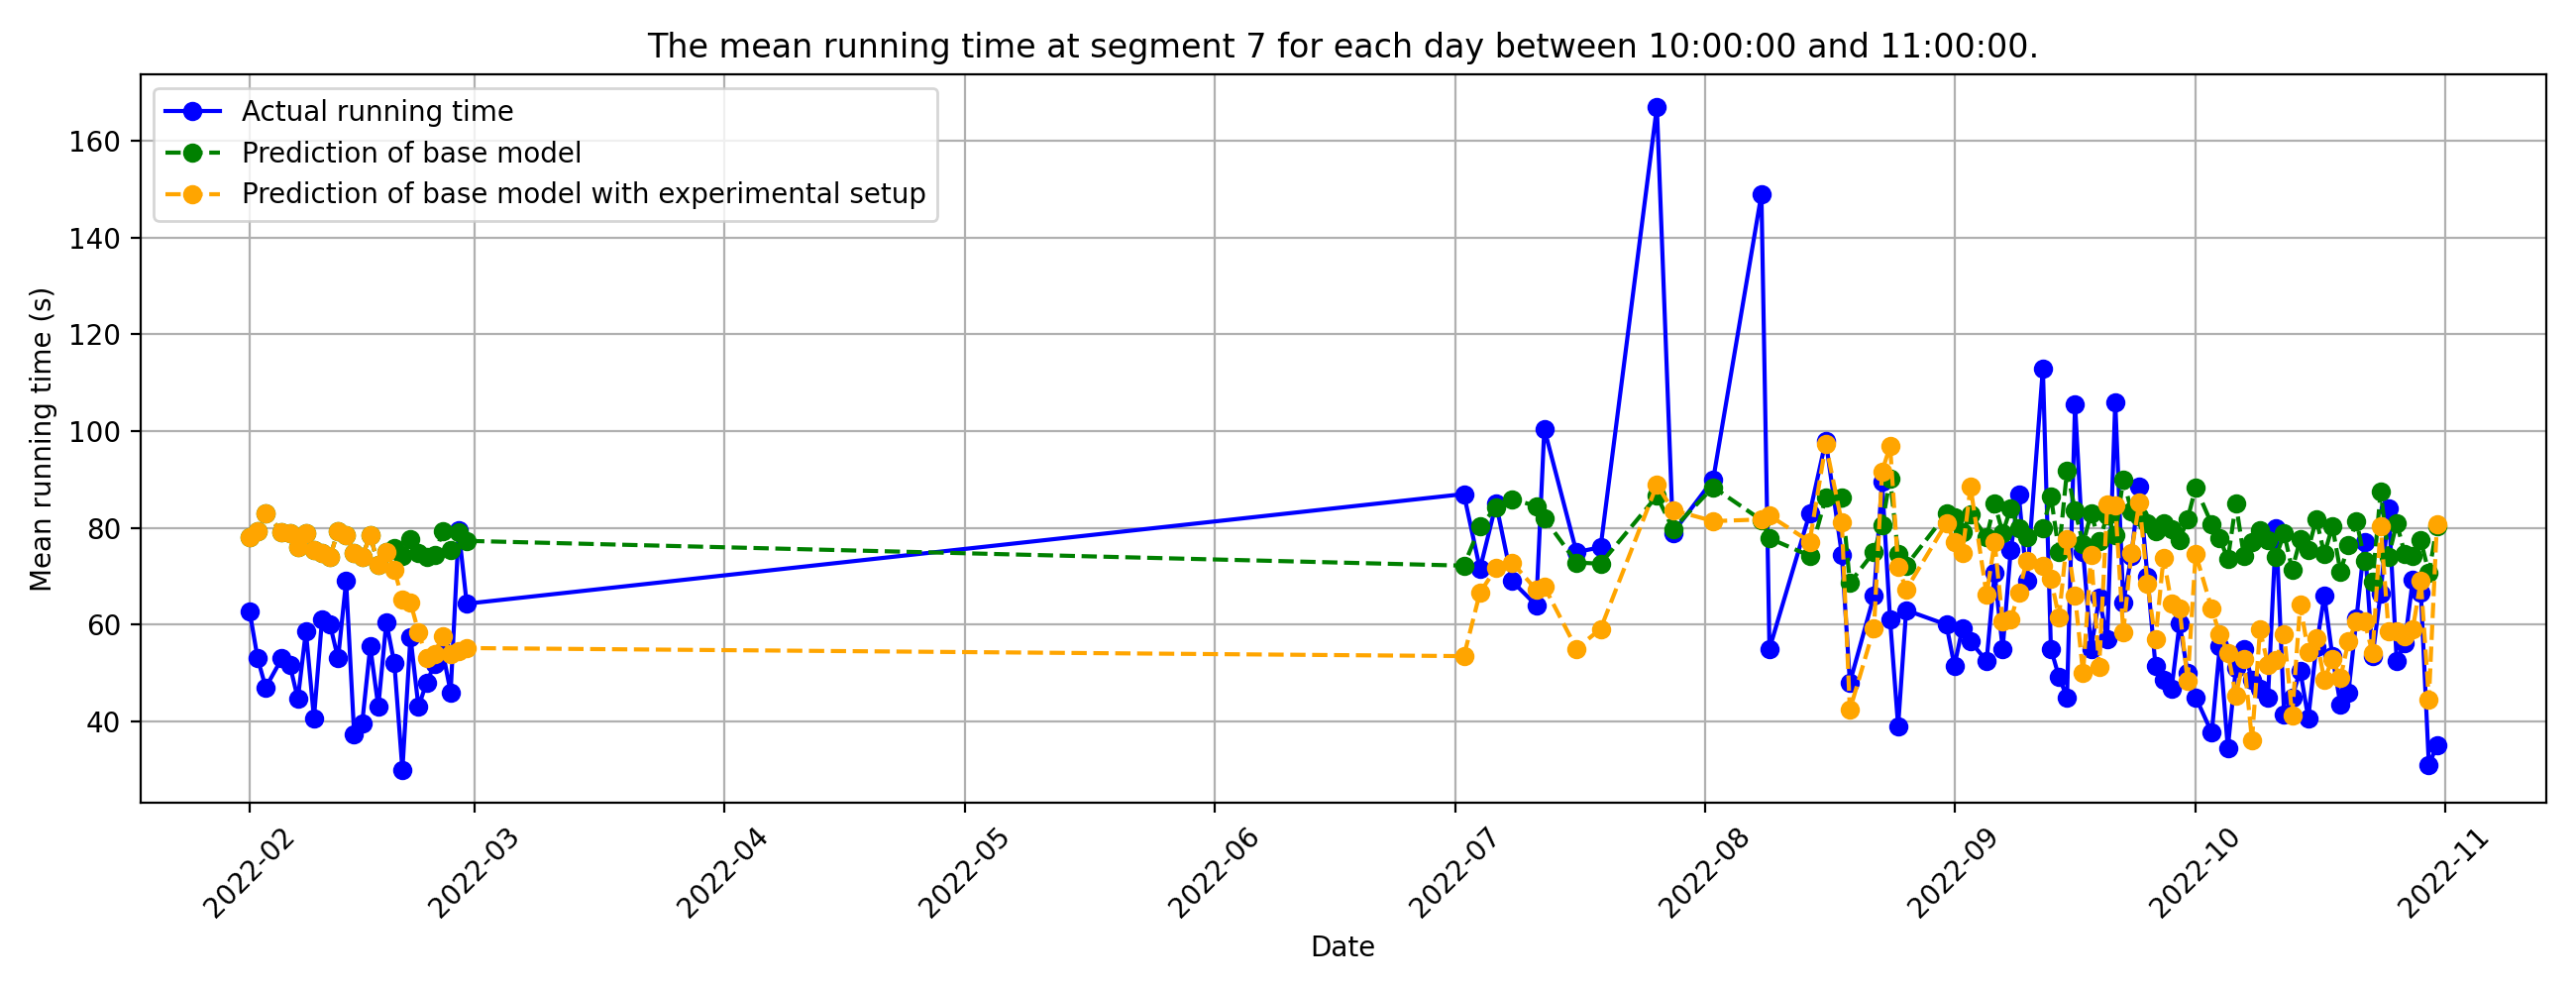 The mean running time at segment 7 for each day between 10:00:00 and 11:00:00.
Actual running time
Prediction of base model
Prediction of base model with experimental setup
Mean running time (s)
160
140
120
100
80
60
40
2022-02
2022-03
2022-04
2022-05
2022-06
2022-07
2022-08
2022-09
2022-10
2022-11
Date